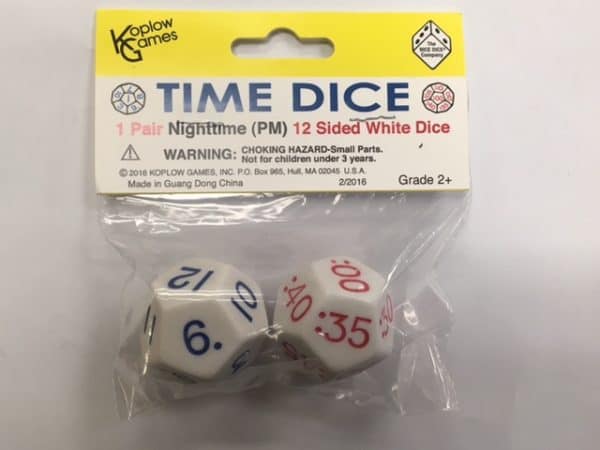 Koplow
Games
The
DICE DICE®
Company
TIME DICE
1 Pair Nighttime (PM) 12 Sided White Dice
WARNING: CHOKING HAZARD-Small Parts.
Not for children under 3 years.
© 2016 KOPLOW GAMES, INC. P.O. Box 965, Hull, MA 02045 U.S.A.
Made in Guang Dong China 2/2016 Grade 2+
12
10
9.
:00
:40
:35